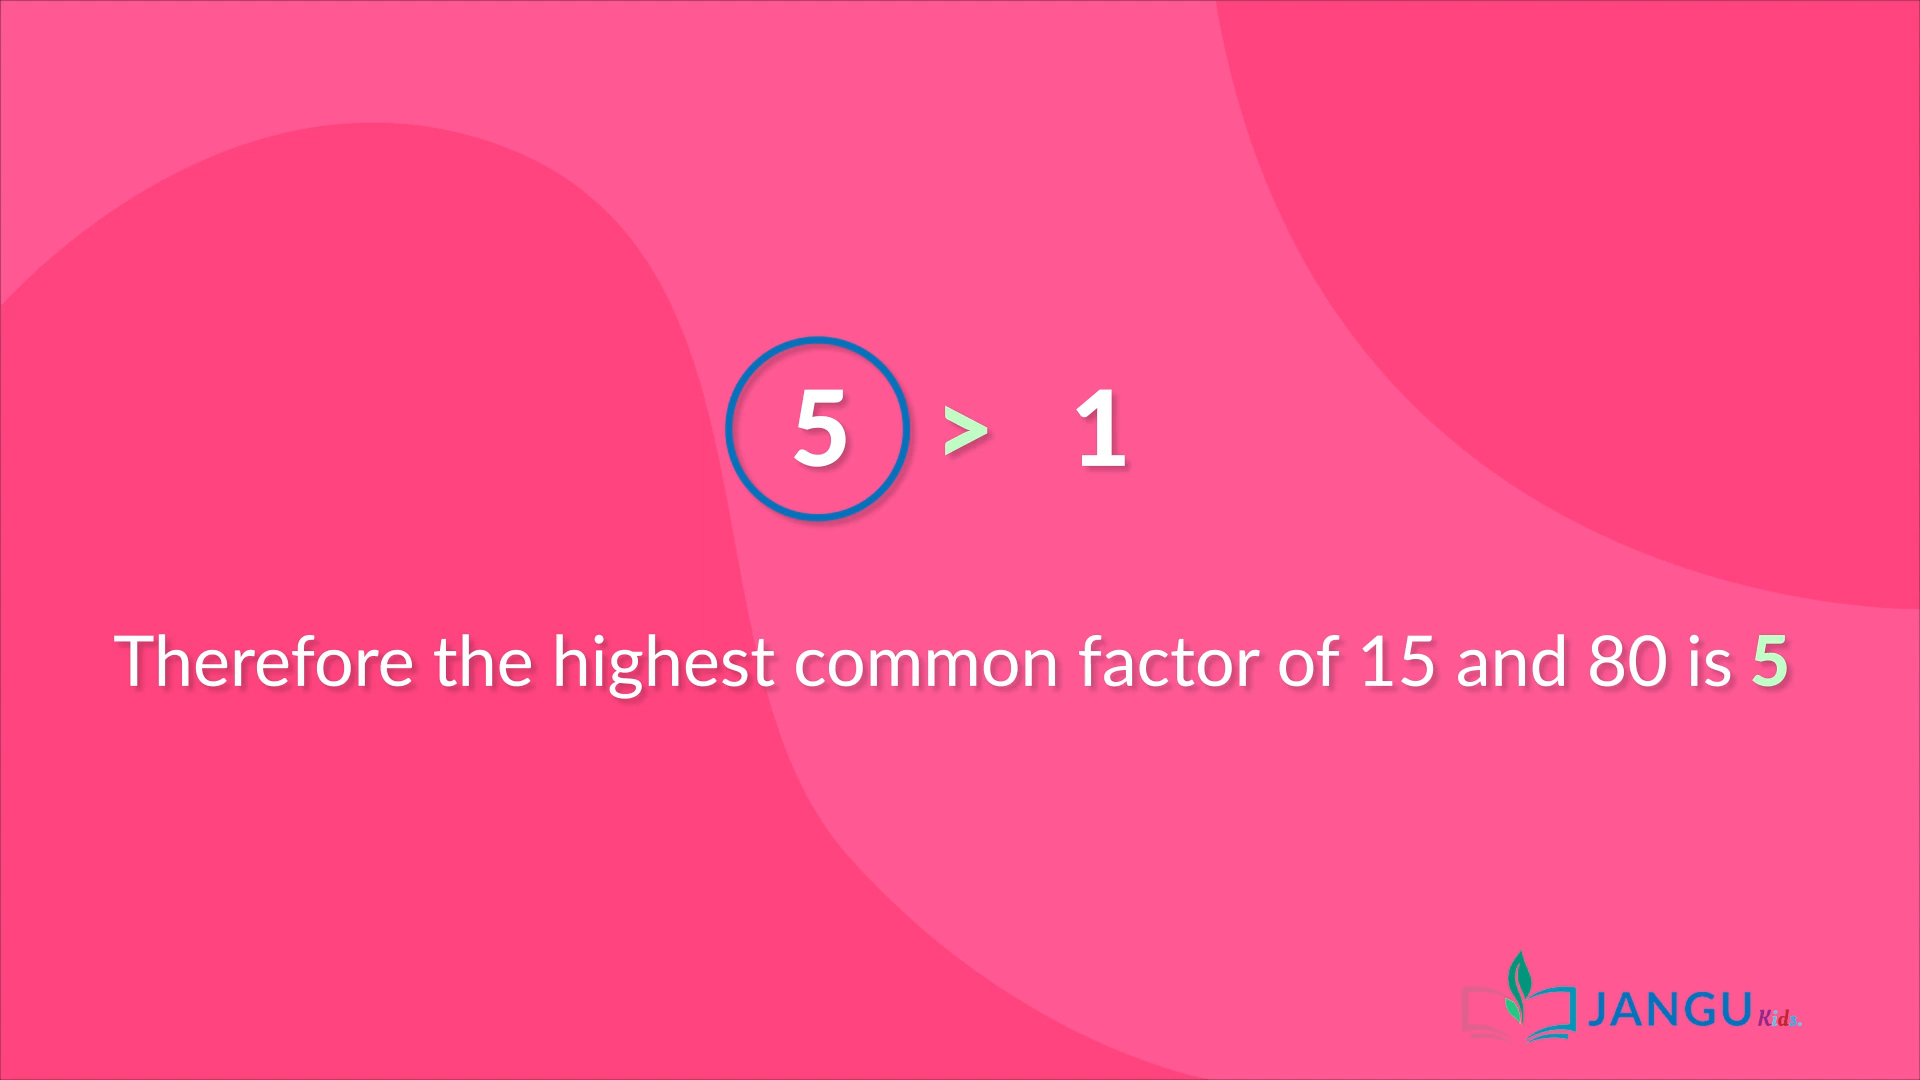 5 > 1
Therefore the highest common factor of 15 and 80 is 5
JANGU Kids.